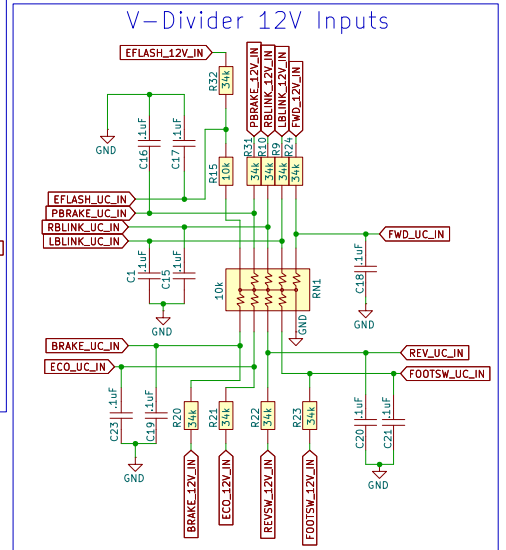 V-Divider 12V Inputs
EFLASH_12V_IN
R32
34k
PBRAKE_12V_IN
RBLINK_12V_IN
LBLINK_12V_IN
FWD_12V_IN
.1uF
C16
.1uF
C17
GND
R31
34k
R10
34k
R9
34k
R24
34k
R15
10k
EFLASH_UC_IN
PBRAKE_UC_IN
RBLINK_UC_IN
LBLINK_UC_IN
FWD_UC_IN
.1uF
C1
.1uF
C15
GND
10k
RN1
GND
.1uF
C18
GND
BRAKE_UC_IN
ECO_UC_IN
REV_UC_IN
FOOTSW_UC_IN
.1uF
C23
.1uF
C19
GND
R20
34k
R21
34k
R22
34k
R23
34k
.1uF
C20
.1uF
C21
GND
BRAKE_12V_IN
ECO_12V_IN
REVSW_12V_IN
FOOTSW_12V_IN